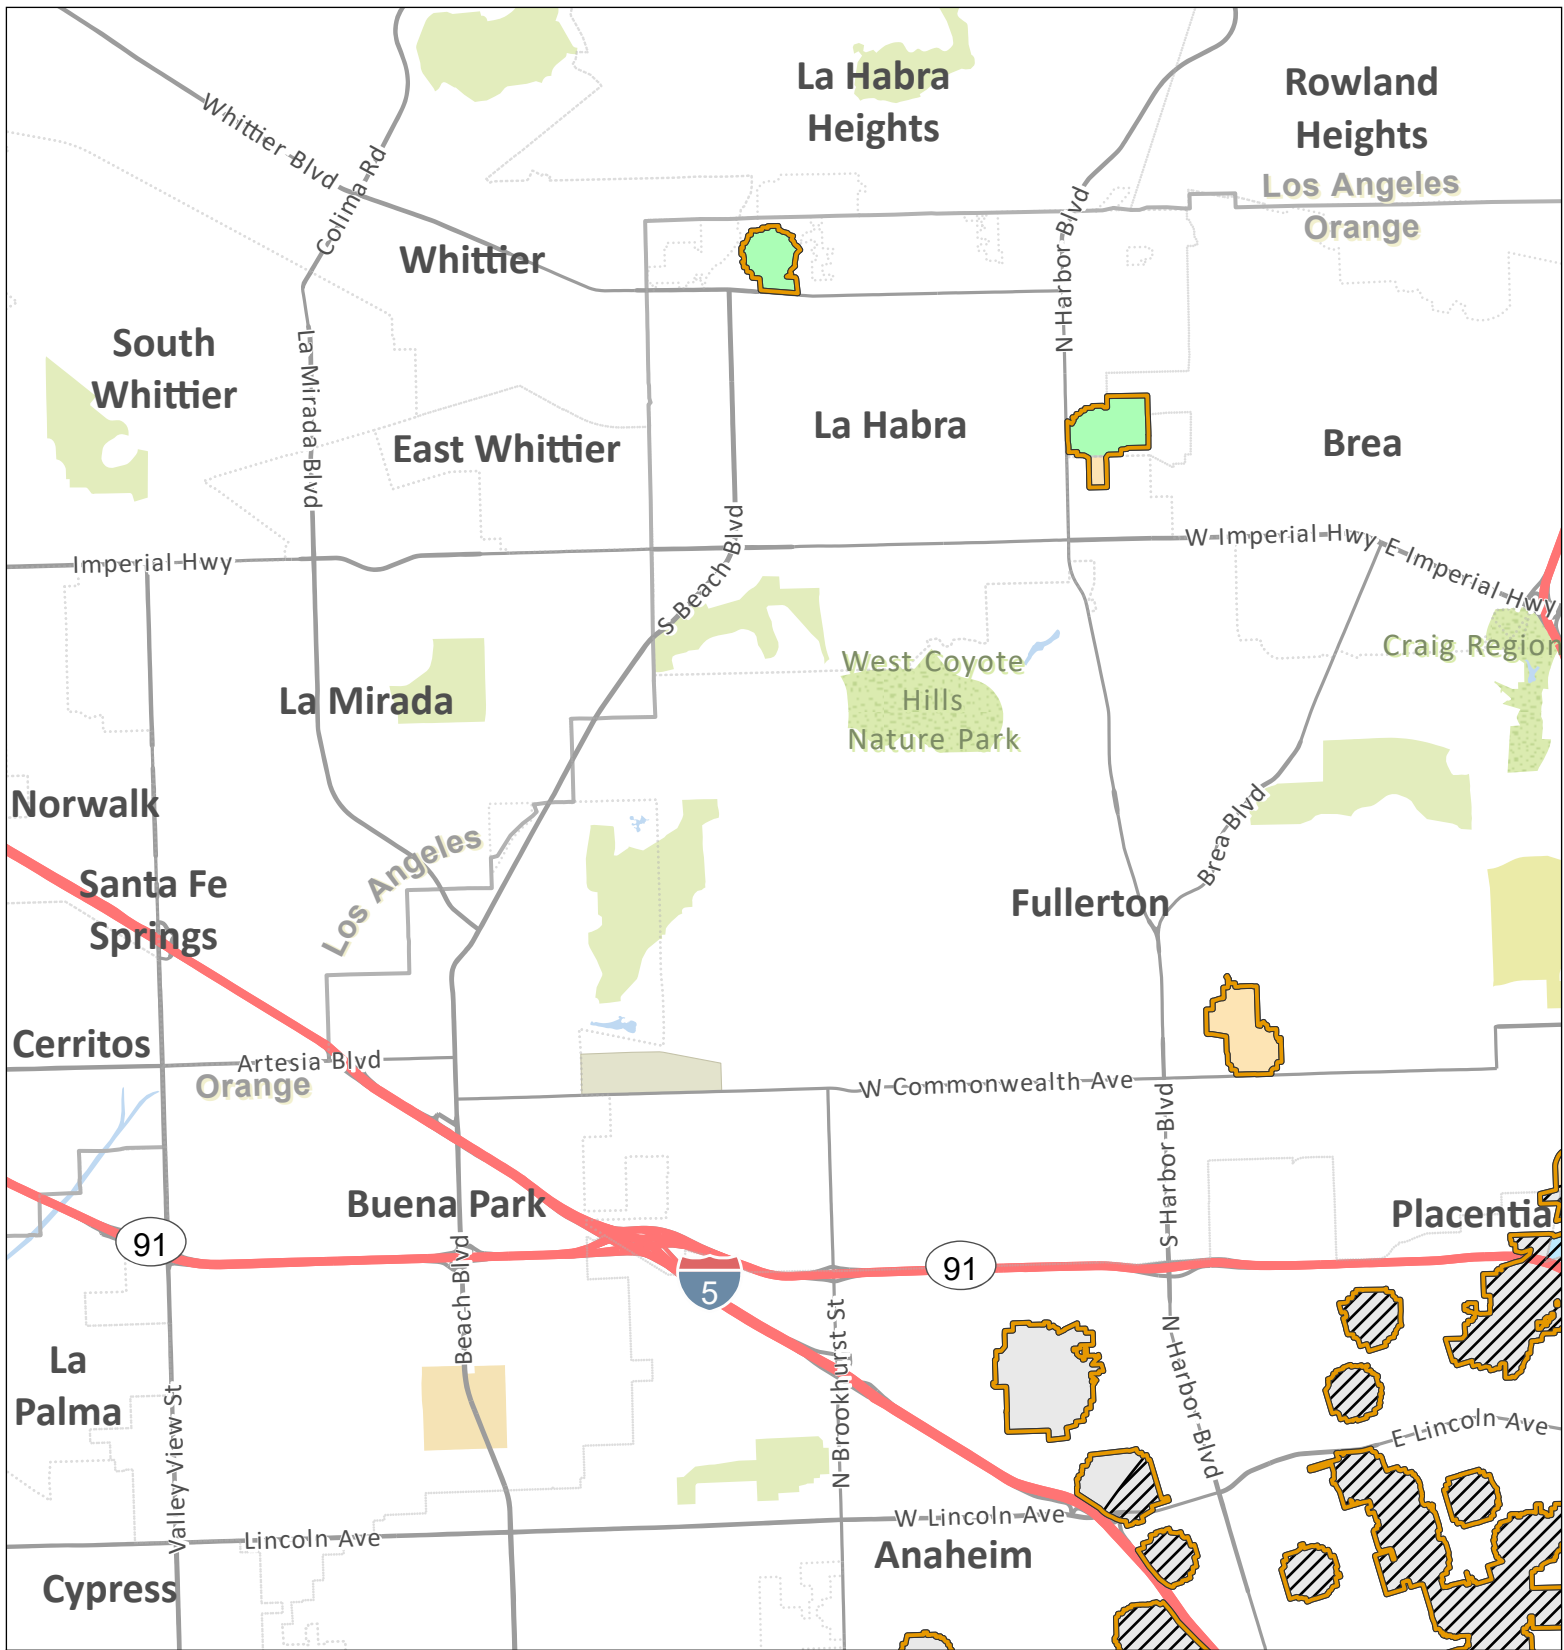 La Habra
Heights
Rowland
Heights
Los Angeles
Orange
Whittier Blvd
Colima Rd
N Harbor Blvd
Whittier
South
Whittier
La Mirada Blvd
East Whittier
La Habra
Brea
Imperial Hwy
S Beach Blvd
W Imperial Hwy
E Imperial Hwy
Craig Region
West Coyote
Hills
Nature Park
La Mirada
Norwalk
Los Angeles
Brea Blvd
Santa Fe
Springs
Fullerton
Cerritos
Artesia Blvd
Orange
W Commonwealth Ave
S Harbor Blvd
Buena Park
Placentia
91
91
5
Beach Blvd
N Brookhurst St
N Harbor Blvd
La
Palma
Valley View St
E Lincoln Ave
Lincoln Ave
W Lincoln Ave
Anaheim
Cypress